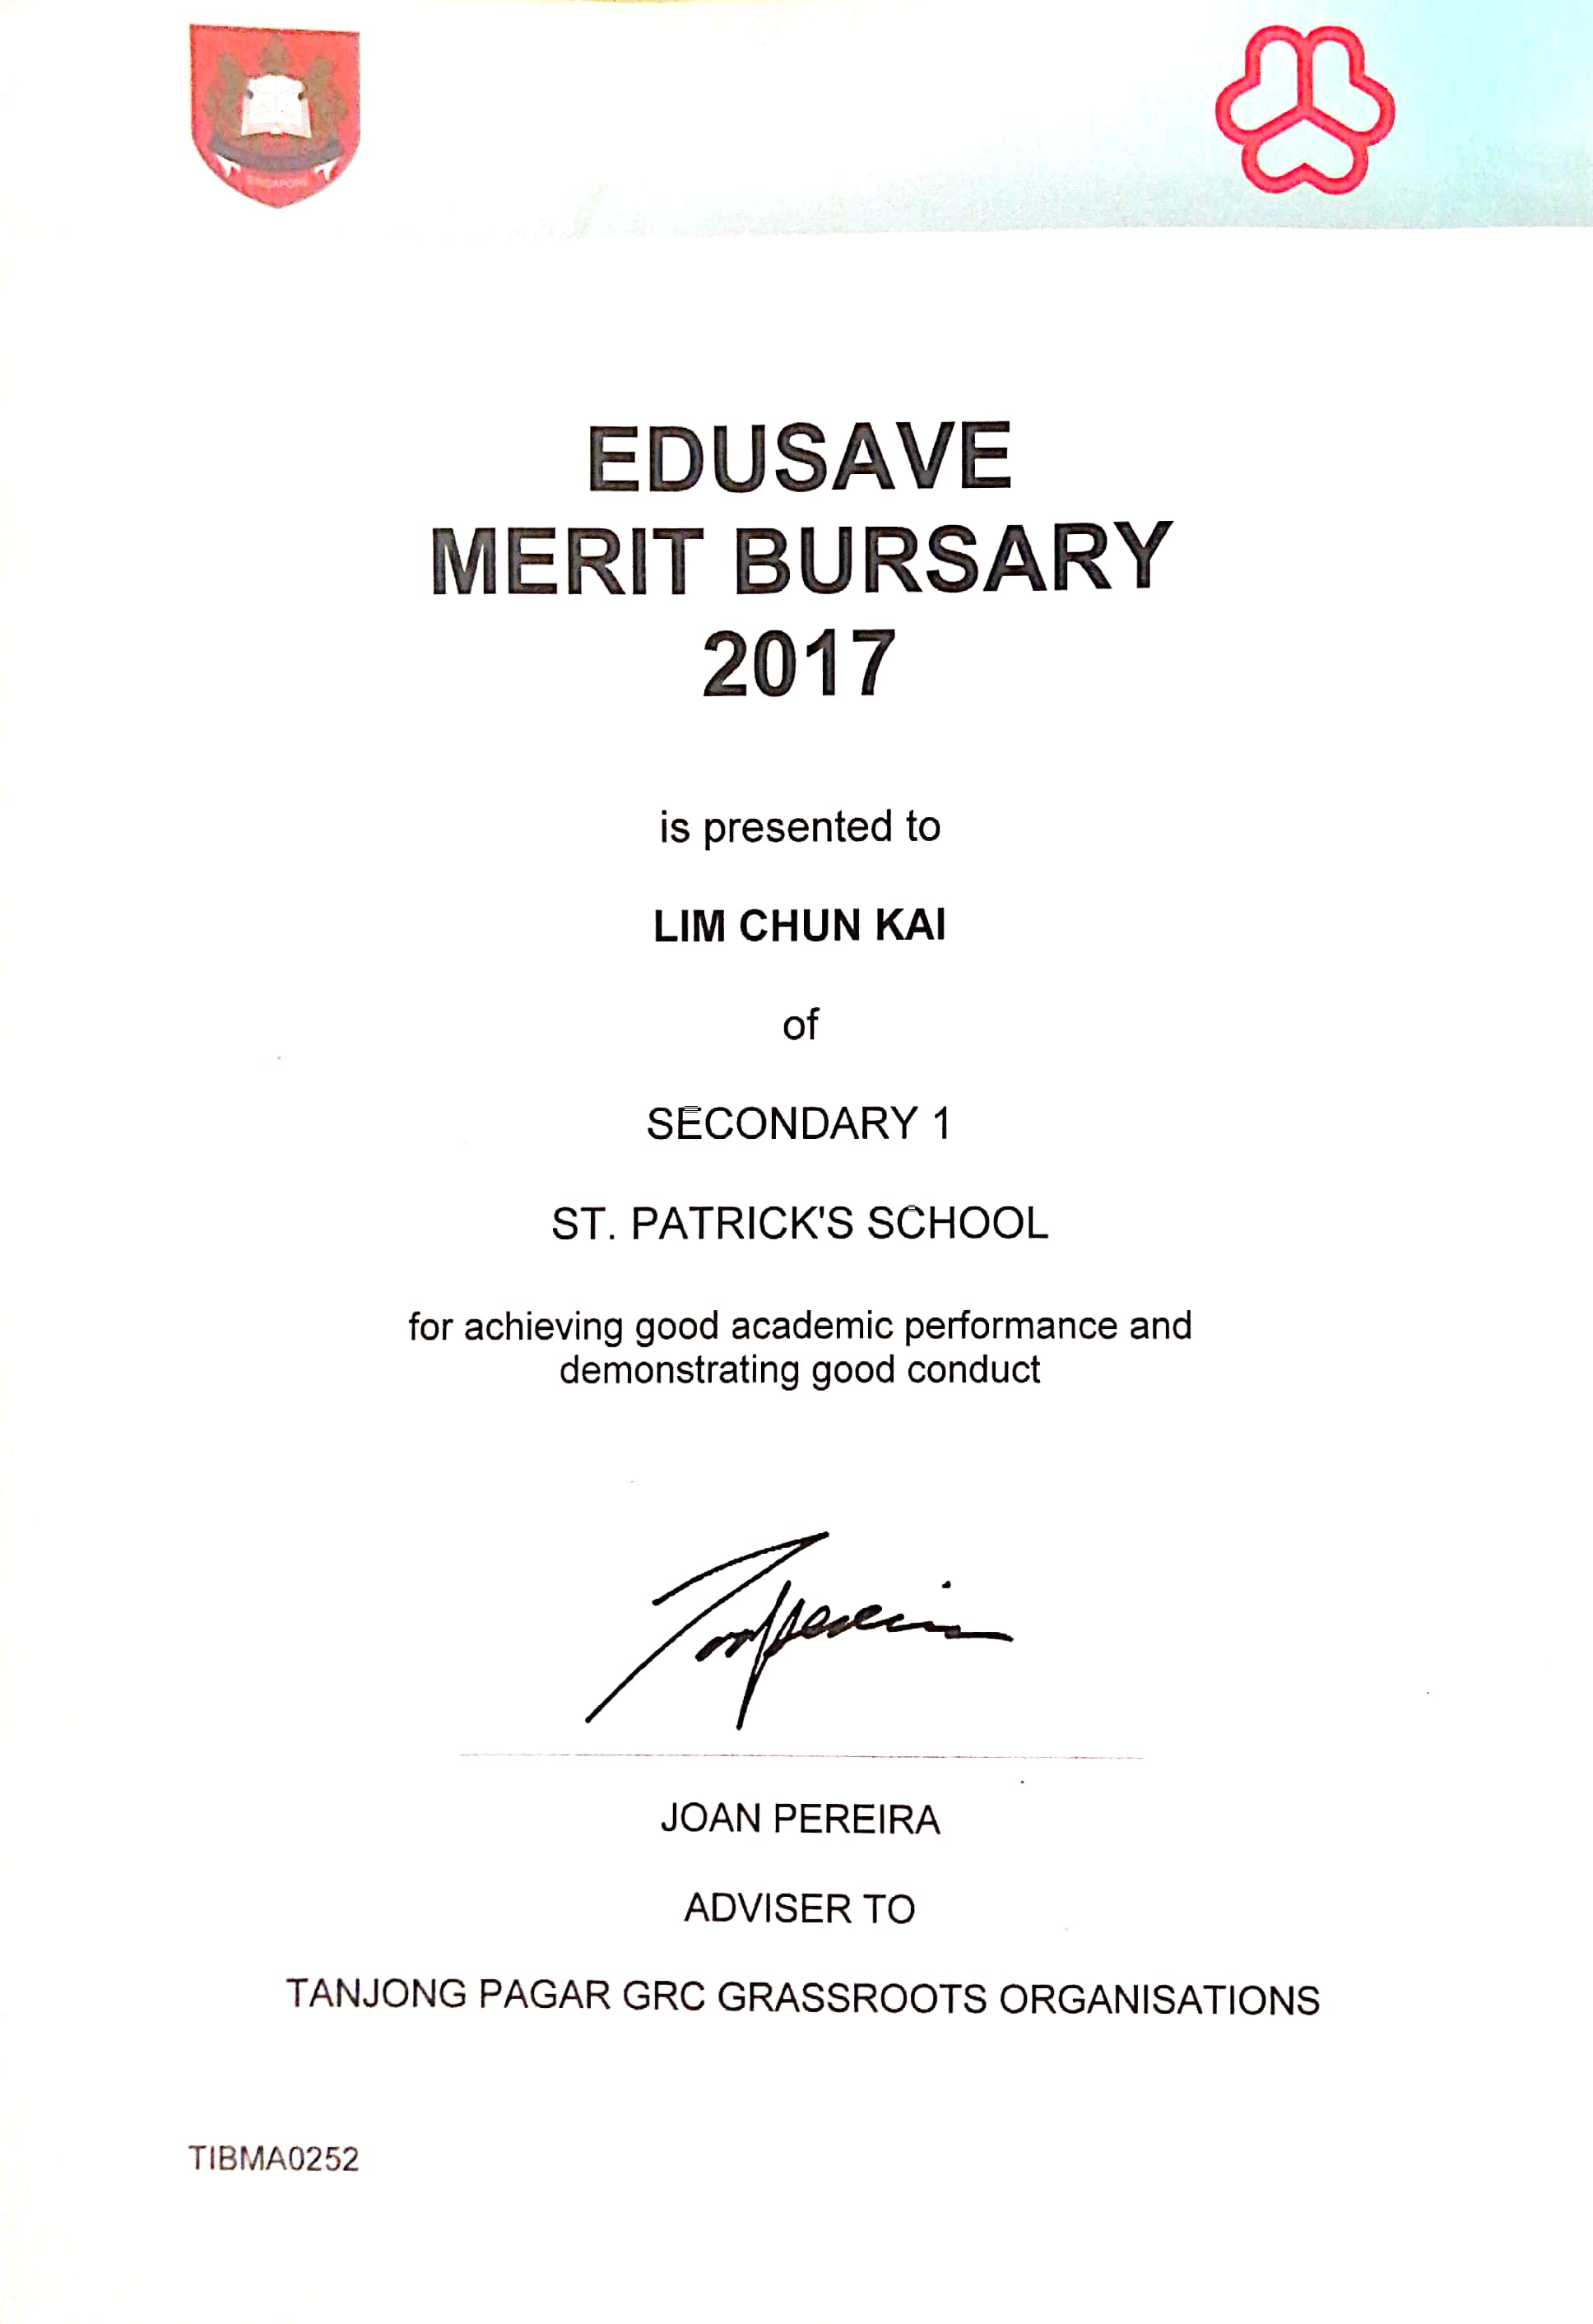 SINGAPORE
EDUSAVE
MERIT BURSARY
2017
is presented to
LIM CHUN KAI
of
SECONDARY 1
ST. PATRICK'S SCHOOL
for achieving good academic performance and
demonstrating good conduct
JOAN PEREIRA
ADVISER TO
TANJONG PAGAR GRC GRASSROOTS ORGANISATIONS
TIBMA0252